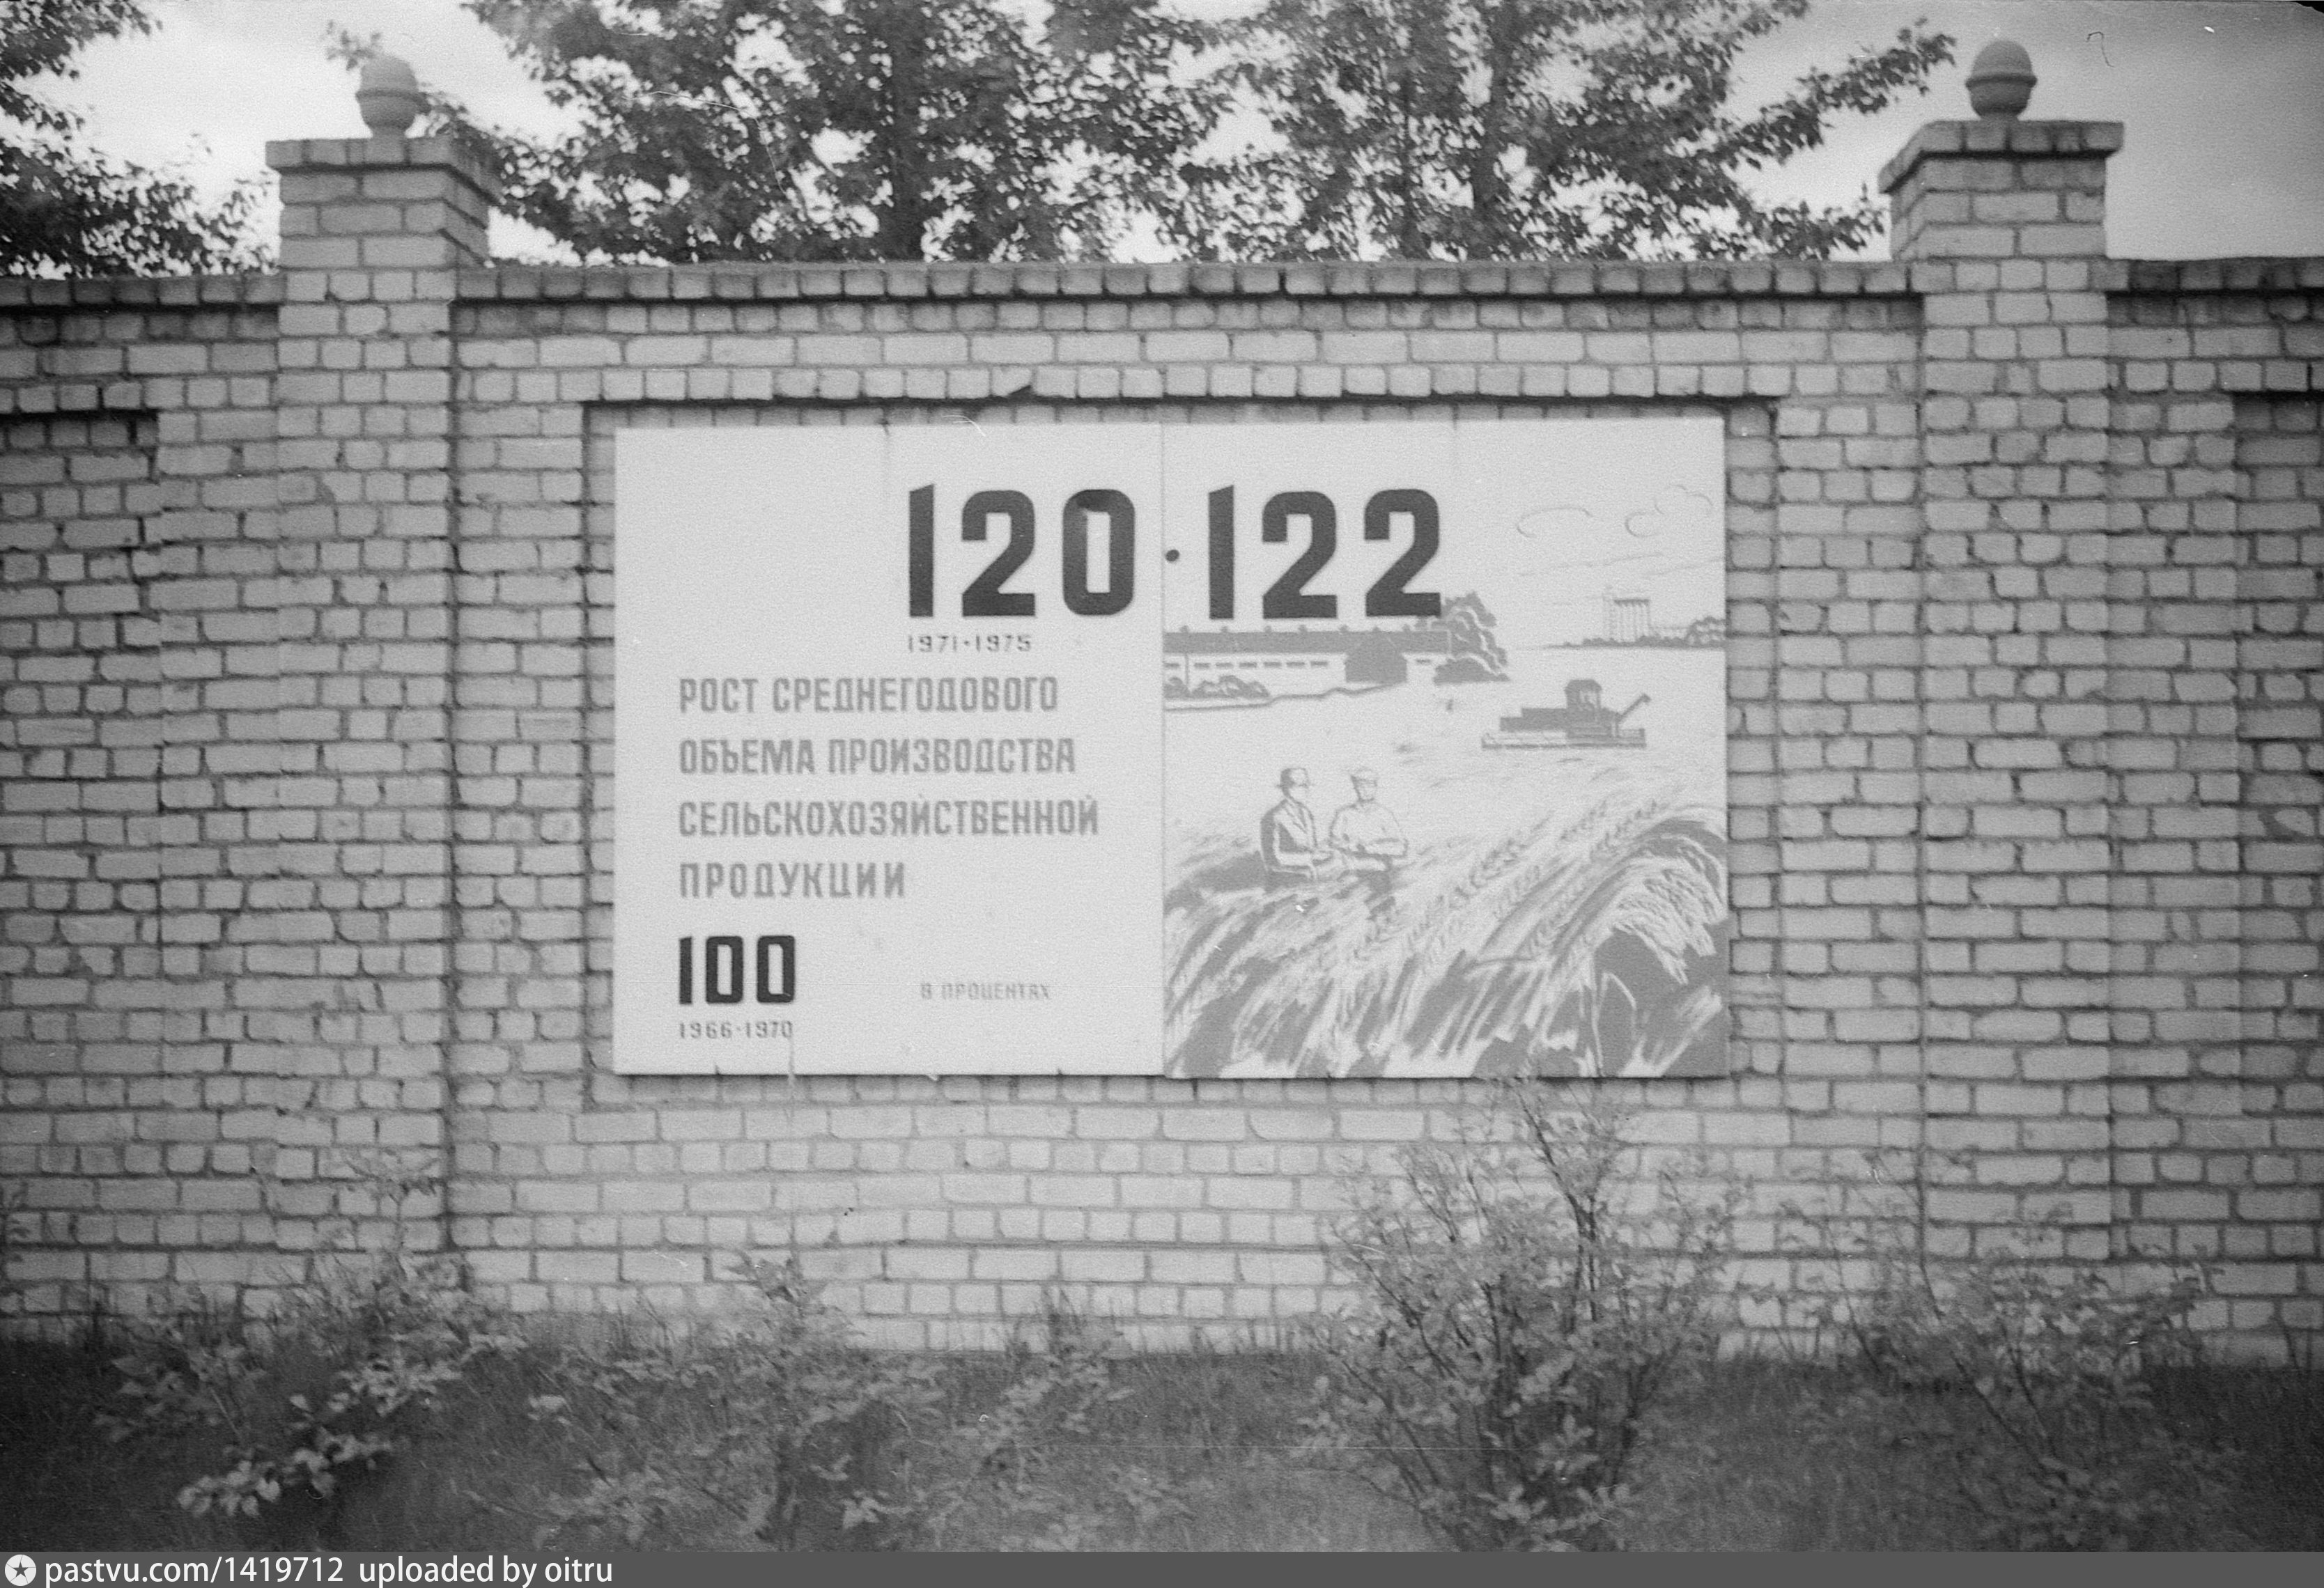 120·122
1971·1975
РОСТ СРЕДНЕГОДОВОГО
ОБЪЕМА ПРОИЗВОДСТВА
СЕЛЬСКОХОЗЯЙСТВЕННОЙ
ПРОДУКЦИИ
100
В ПРОЦЕНТАХ
1966·1970
pastvu.com/1419712 uploaded by oitru